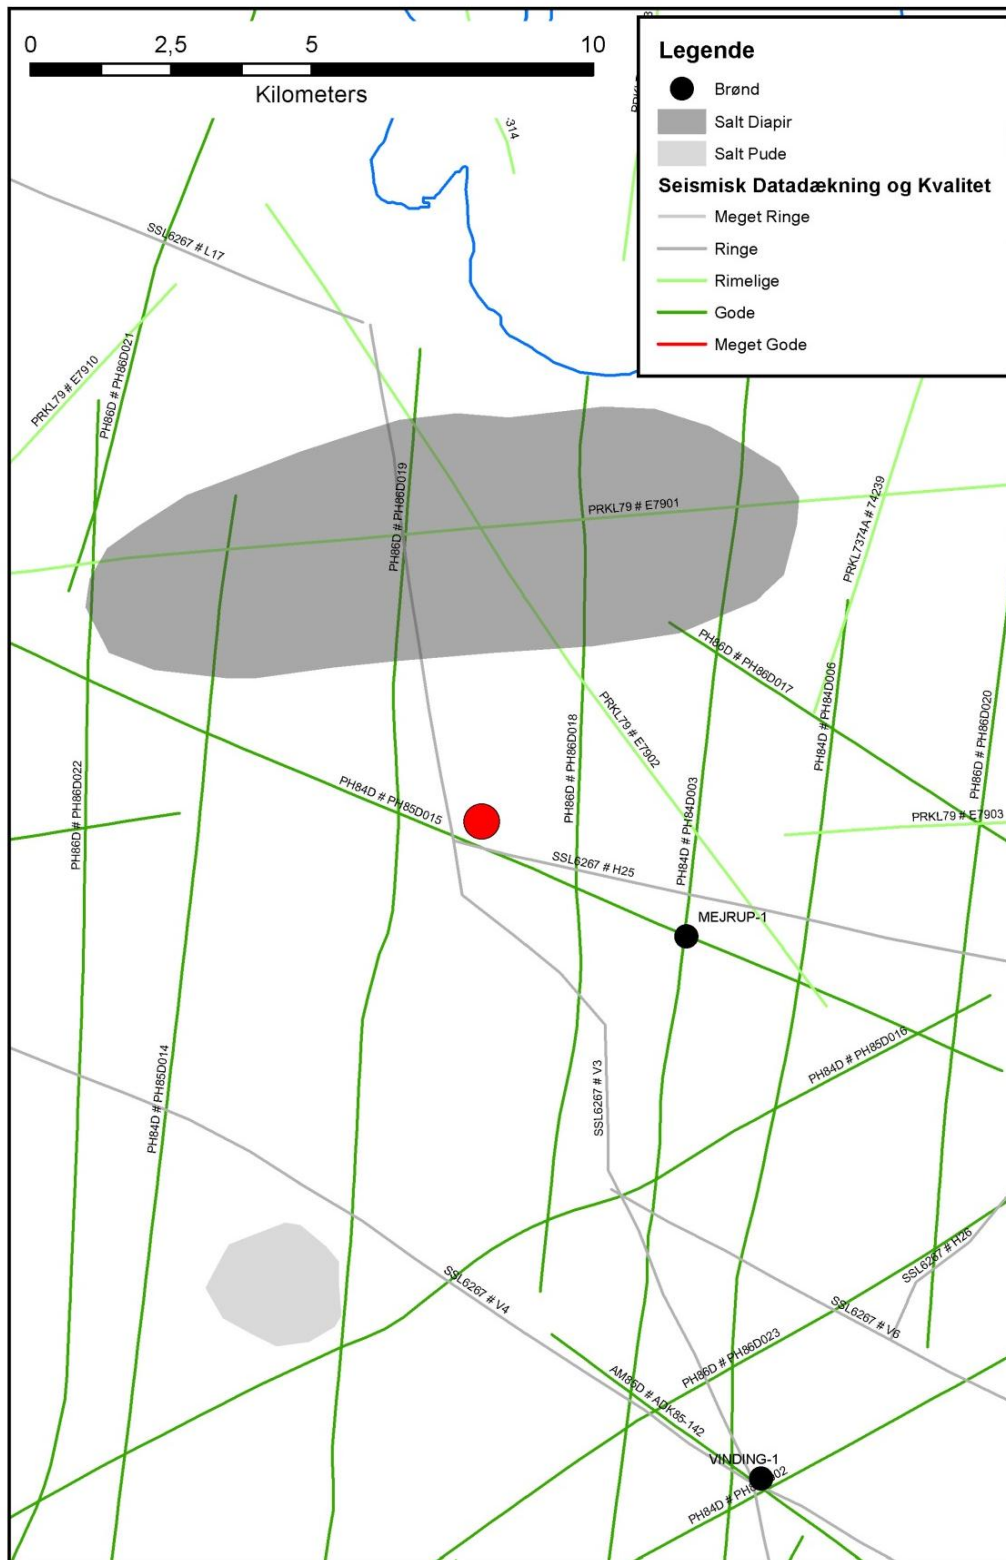 0 2,5 5 10
Kilometers
Legende
Brønd
Salt Diapir
Salt Pude
Seismisk Datadækning og Kvalitet
Meget Ringe
Ringe
Rimelige
Gode
Meget Gode
SSL6267 # L17
PRKL79 # E7910
PH86D # PH86D021
PH86D # PH86D019
PRKL79 # E7901
PRKL7374A # 74239
PH86D # PH86D017
PH84D # PH84D006
PH86D # PH86D020
PRKL79 # E7902
PH86D # PH86D018
PH86D # PH86D022
PH84D # PH85D015
PH84D # PH84D003
PRKL79 # E7903
SSL6267 # H25
MEJRUP-1
PH84D # PH85D016
SSL6267 # V3
PH84D # PH85D014
SSL6267 # H26
SSL6267 # V4
SSL6267 # V6
PH86D # PH86D023
AM85D # ADK85-142
VINDING-1
PH84D #